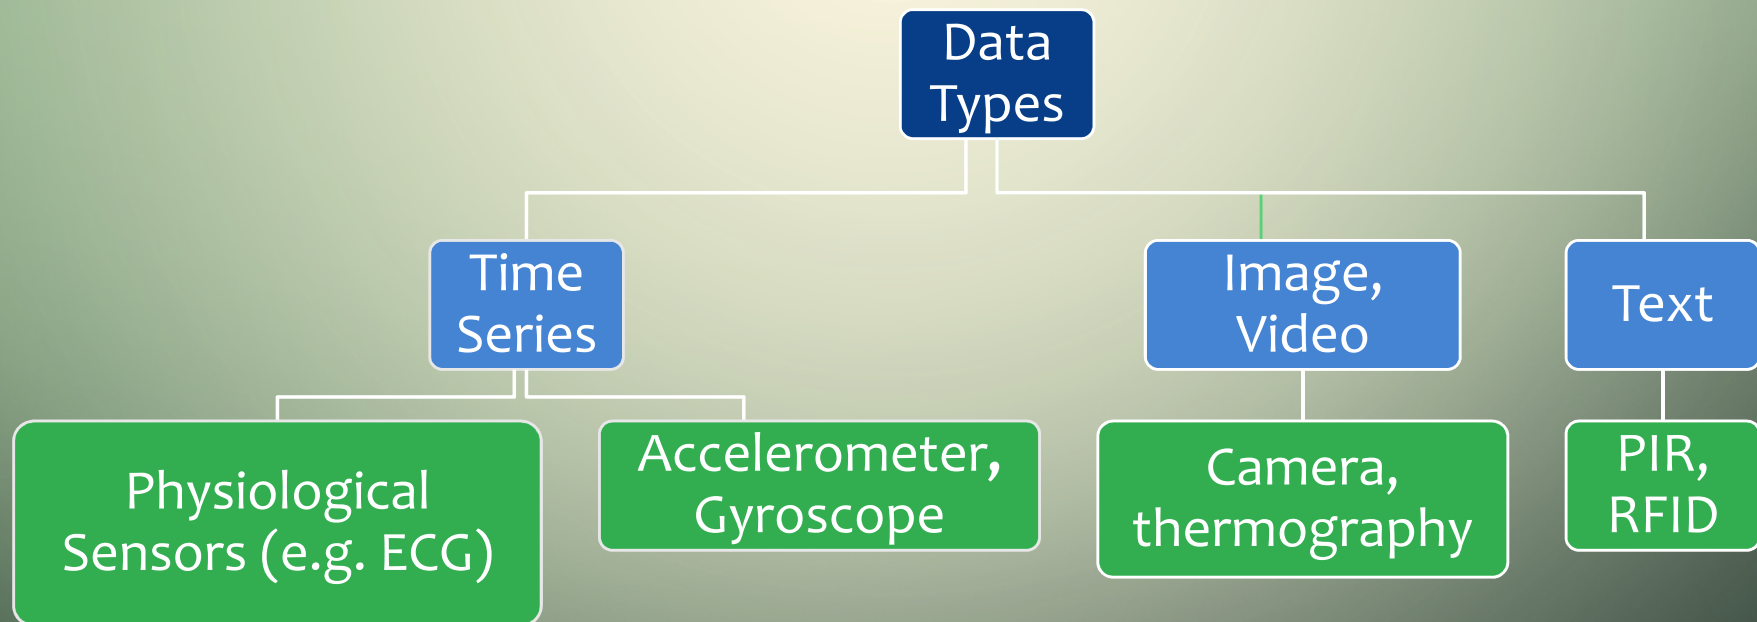 Data
Types
Time
Series
Image,
Video
Text
Physiological
Sensors (e.g. ECG)
Accelerometer,
Gyroscope
Camera,
thermography
PIR,
RFID